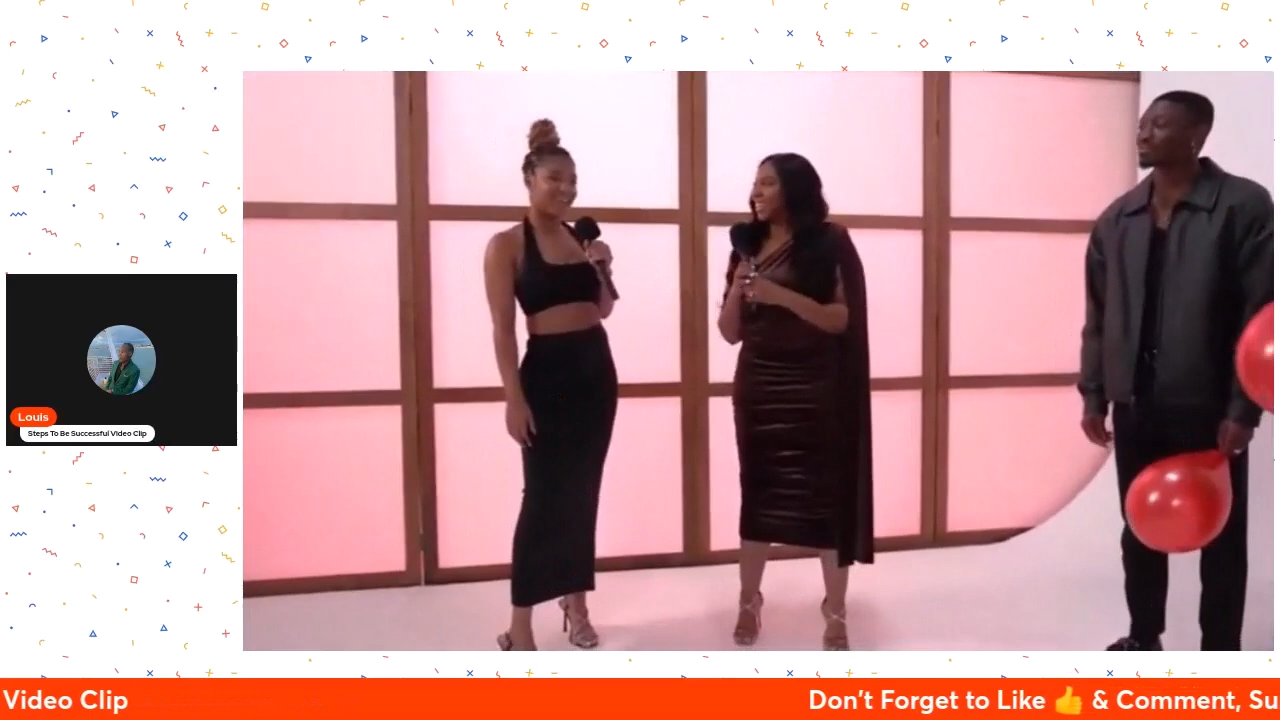 Louis
Steps To Be Successful Video Clip
Video Clip
Don't Forget to Like 👍 & Comment, Su